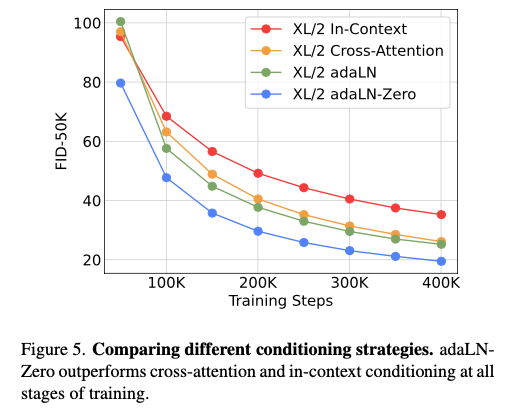 100K
80
60
40
20
FID-50K
XL/2 In-Context
XL/2 Cross-Attention
XL/2 adaLN
XL/2 adaLN-Zero
100K 200K 300K 400K
Training Steps
Figure 5. Comparing different conditioning strategies. adaLN-
Zero outperforms cross-attention and in-context conditioning at all
stages of training.